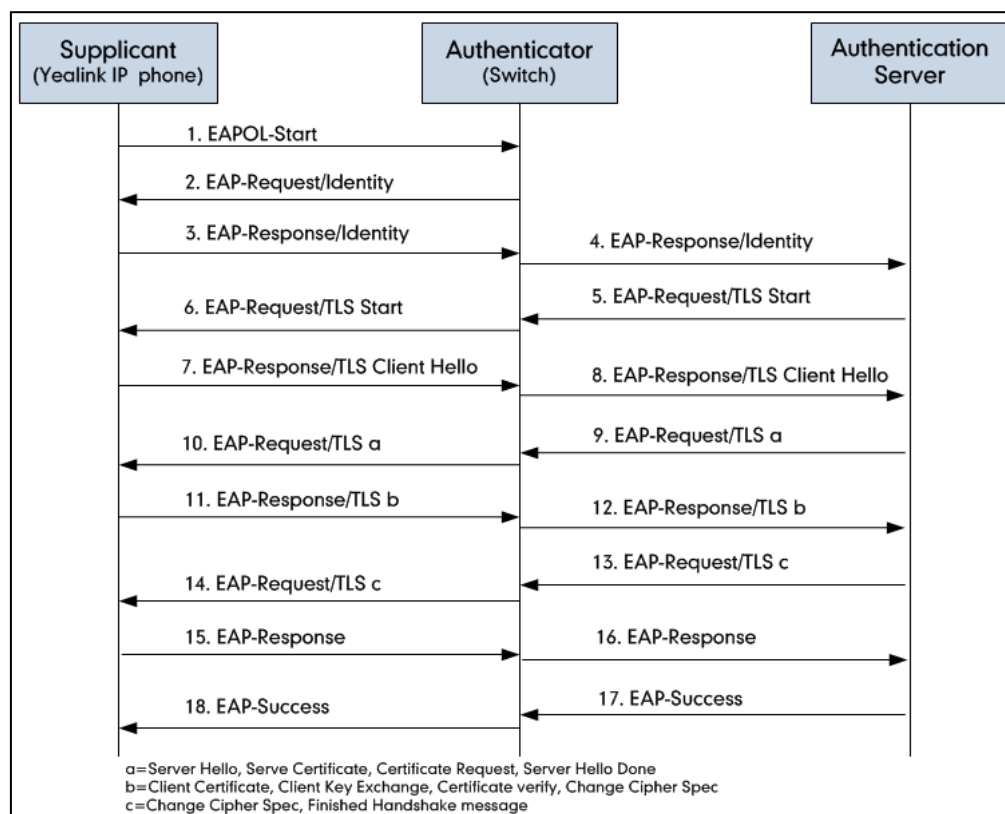 Supplicant
(Yealink IP phone)
Authenticator
(Switch)
Authentication
Server
1. EAPOL-Start
2. EAP-Request/Identity
3. EAP-Response/Identity
4. EAP-Response/Identity
5. EAP-Request/TLS Start
6. EAP-Request/TLS Start
7. EAP-Response/TLS Client Hello
8. EAP-Response/TLS Client Hello
9. EAP-Request/TLS a
10. EAP-Request/TLS a
11. EAP-Response/TLS b
12. EAP-Response/TLS b
13. EAP-Request/TLS c
14. EAP-Request/TLS c
15. EAP-Response
16. EAP-Response
17. EAP-Success
18. EAP-Success
a=Server Hello, Serve Certificate, Certificate Request, Server Hello Done
b=Client Certificate, Client Key Exchange, Certificate verify, Change Cipher Spec
c=Change Cipher Spec, Finished Handshake message